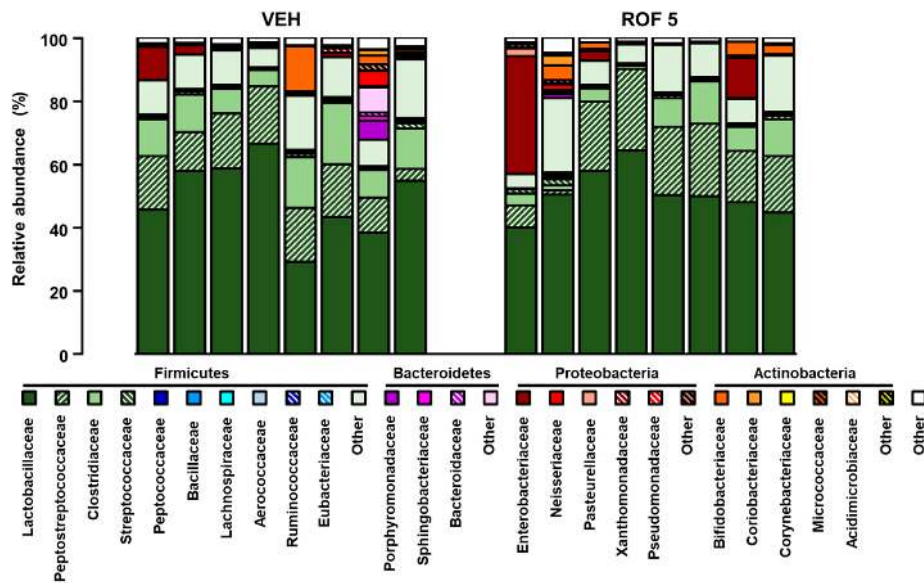 VEH
ROF 5
Relative abundance (%)
100
80
60
40
20
0
Firmicutes
Bacteroidetes
Proteobacteria
Actinobacteria
Lactobacillaceae
Peptostreptococcaceae
Clostridiaceae
Streptococcaceae
Peptococcaceae
Bacillaceae
Lachnospiraceae
Aerococcaceae
Ruminococcaceae
Eubacteriaceae
Other
Porphyromonadaceae
Sphingobacteriaceae
Bacteroidaceae
Other
Enterobacteriaceae
Neisseriaceae
Pasteurellaceae
Xanthomonadaceae
Pseudomonadaceae
Other
Bifidobacteriaceae
Coriobacteriaceae
Corynebacteriaceae
Micrococcaceae
Acidimicrobiaceae
Other
Other